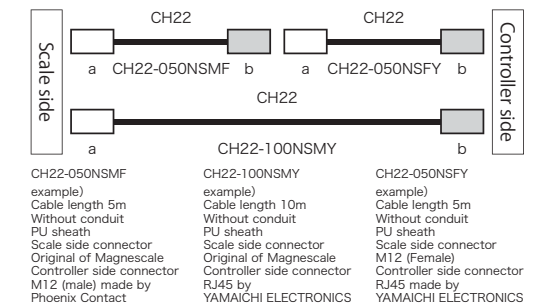 CH22 CH22
Scale side
Controller side
a CH22-050NSMF b a CH22-050NSFY b
CH22
a CH22-100NSMY b
CH22-050NSMF
example)
Cable length 5m
Without conduit
PU sheath
Scale side connector
Original of Magnescale
Controller side connector
M12 (male) made by
Phoenix Contact
CH22-100NSMY
example)
Cable length 10m
Without conduit
PU sheath
Scale side connector
Original of Magnescale
Controller side connector
RJ45 by
YAMAICHI ELECTRONICS
CH22-050NSFY
example)
Cable length 5m
Without conduit
PU sheath
Scale side connector
M12 (Female)
Controller side connector
RJ45 made by
YAMAICHI ELECTRONICS